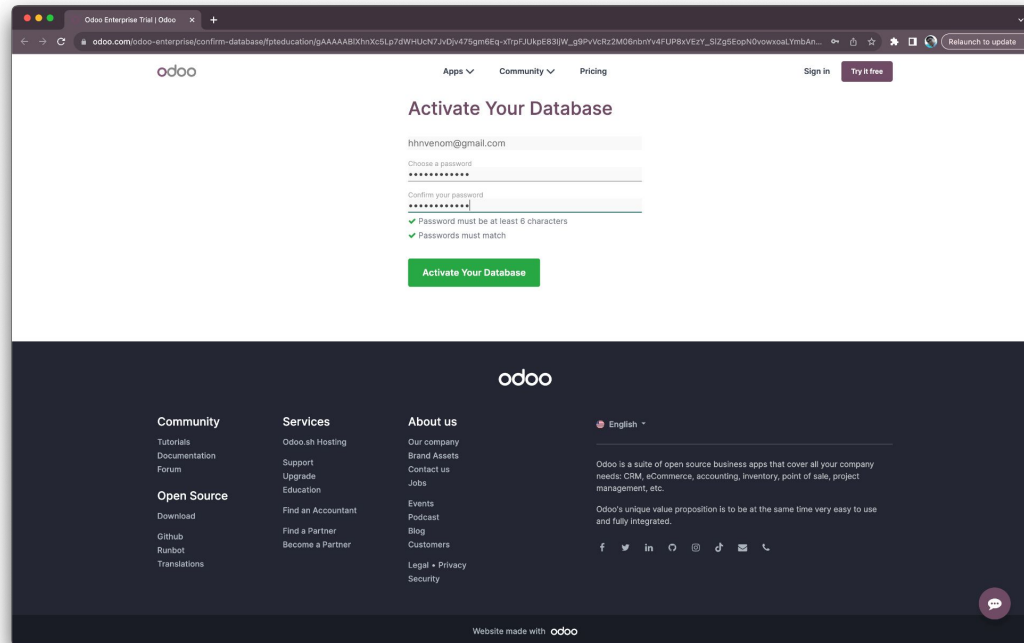 Odoo Enterprise Trial | Odoo
odoo.com/odoo-enterprise/confirm-database/fpteducation/
Relaunch to update
odoo
Apps
Community
Pricing
Sign in
Try it free
Activate Your Database
hhnvenom@gmail.com
Choose a password
••••••••••••
Confirm your password
••••••••••••
Password must be at least 6 characters
Passwords must match
Activate Your Database
odoo
Community
Tutorials
Documentation
Forum
Open Source
Download
Github
Runbot
Translations
Services
Odoo.sh Hosting
Support
Upgrade
Education
Find an Accountant
Find a Partner
Become a Partner
About us
Our company
Brand Assets
Contact us
Jobs
Events
Podcast
Blog
Customers
Legal • Privacy
Security
English
Odoo is a suite of open source business apps that cover all your company
needs: CRM, eCommerce, accounting, inventory, point of sale, project
management, etc.
Odoo's unique value proposition is to be at the same time very easy to use
and fully integrated.
Website made with odoo